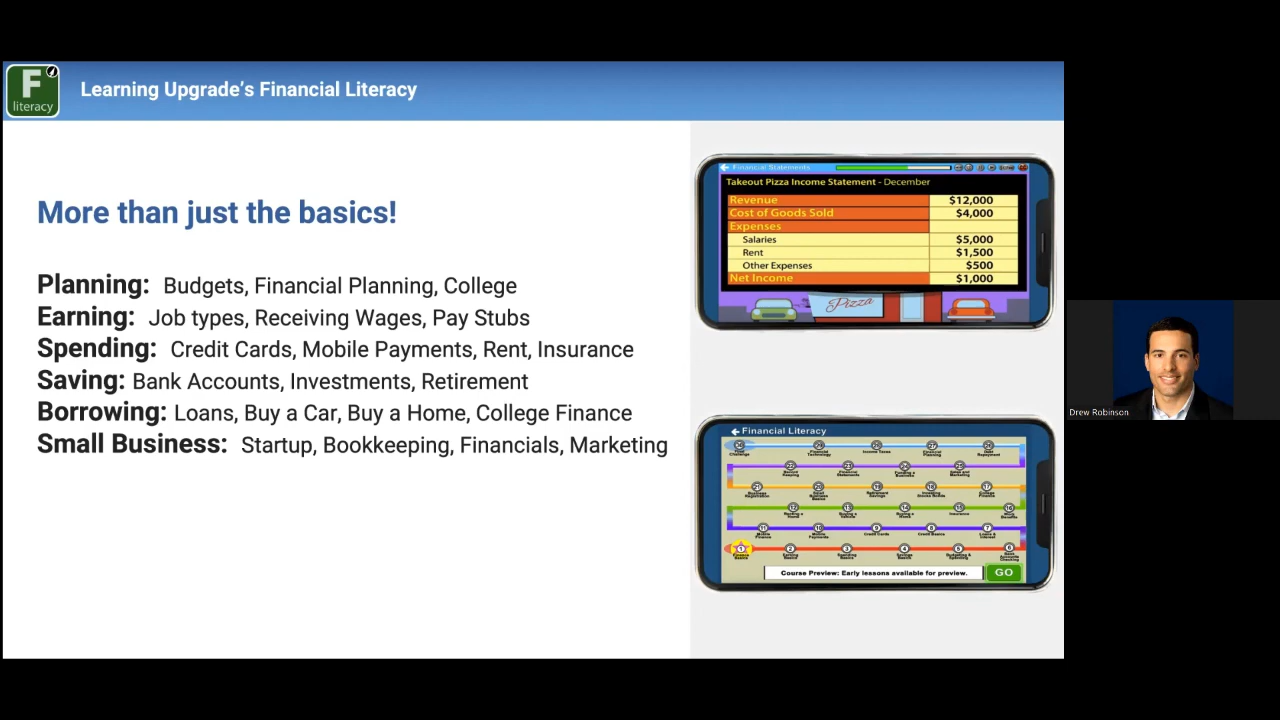 F
literacy
Learning Upgrade's Financial Literacy
More than just the basics!
Planning: Budgets, Financial Planning, College
Earning: Job types, Receiving Wages, Pay Stubs
Spending: Credit Cards, Mobile Payments, Rent, Insurance
Saving: Bank Accounts, Investments, Retirement
Borrowing: Loans, Buy a Car, Buy a Home, College Finance
Small Business: Startup, Bookkeeping, Financials, Marketing
Financial Statements
Takeout Pizza Income Statement - December
Revenue $12,000
Cost of Goods Sold $4,000
Expenses
Salaries $5,000
Rent $1,500
Other Expenses $500
Net Income $1,000
Pizza
Financial Literacy
Course Preview: Early lessons available for preview.
GO
Drew Robinson